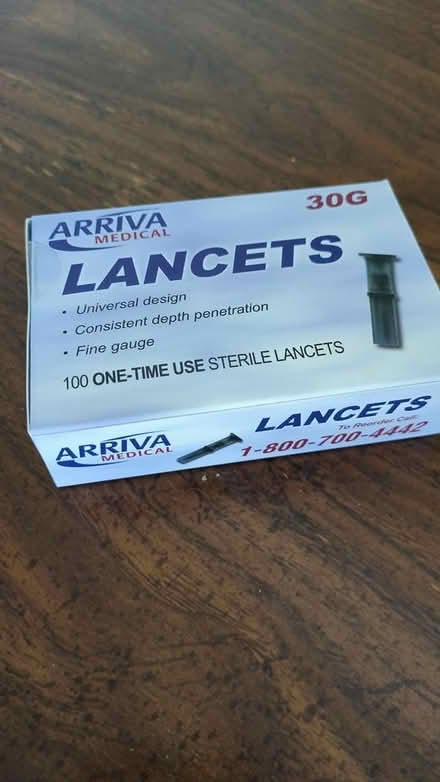 ARRIVA
MEDICAL
30G
LANCETS
• Universal design
• Consistent depth penetration
• Fine gauge
100 ONE-TIME USE STERILE LANCETS
ARRIVA
MEDICAL
LANCETS
To Reorder Call:
1-800-700-4442